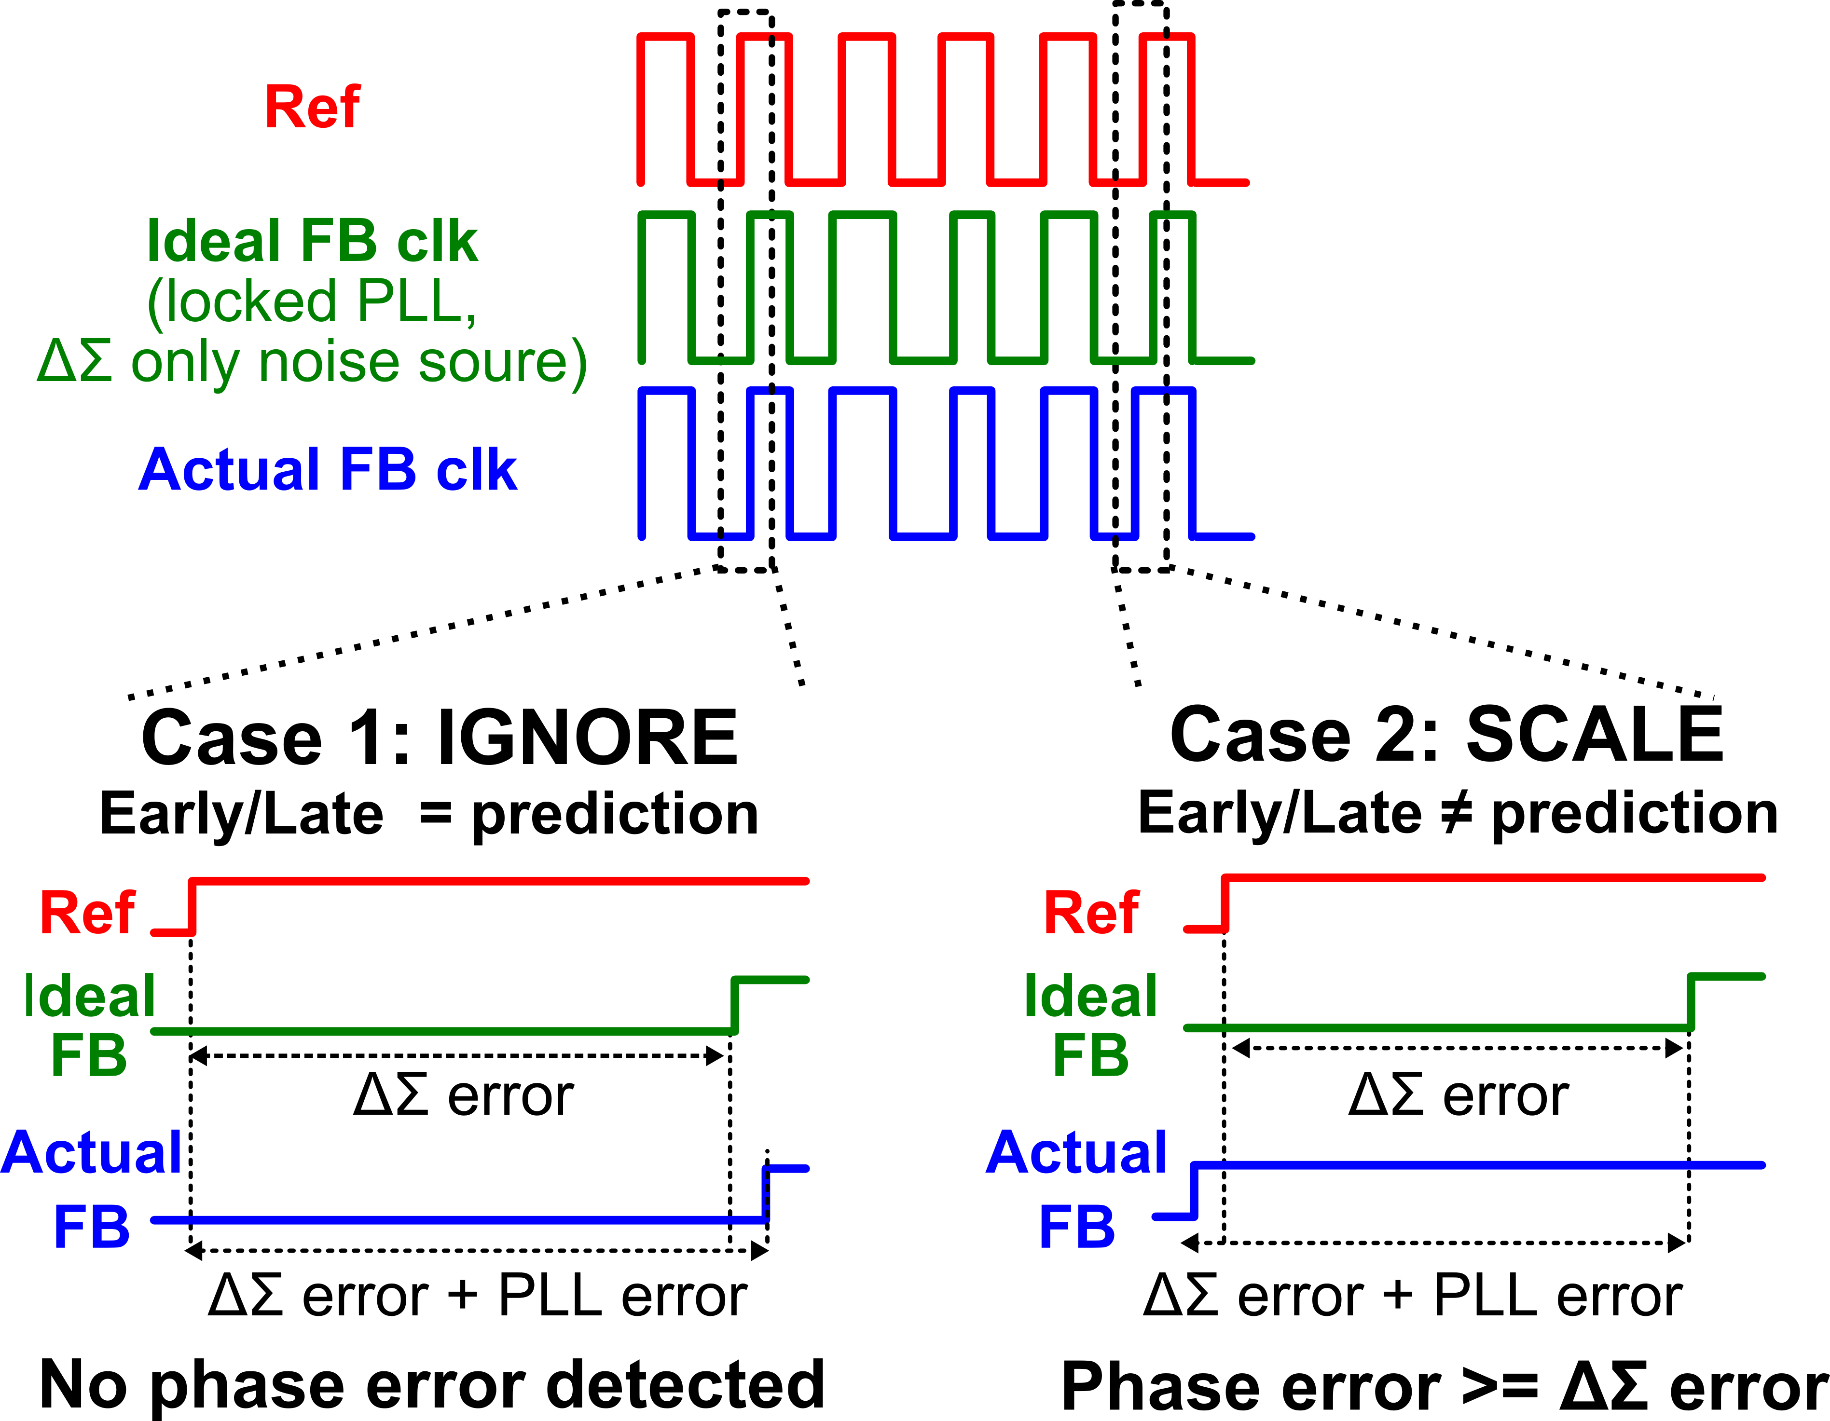 Ref
Ideal FB clk
(locked PLL,
ΔΣ only noise soure)
Actual FB clk
Case 1: IGNORE
Early/Late = prediction
Ref
Ideal
FB
ΔΣ error
Actual
FB
ΔΣ error + PLL error
No phase error detected
Case 2: SCALE
Early/Late ≠ prediction
Ref
Ideal
FB
ΔΣ error
Actual
FB
ΔΣ error + PLL error
Phase error >= ΔΣ error